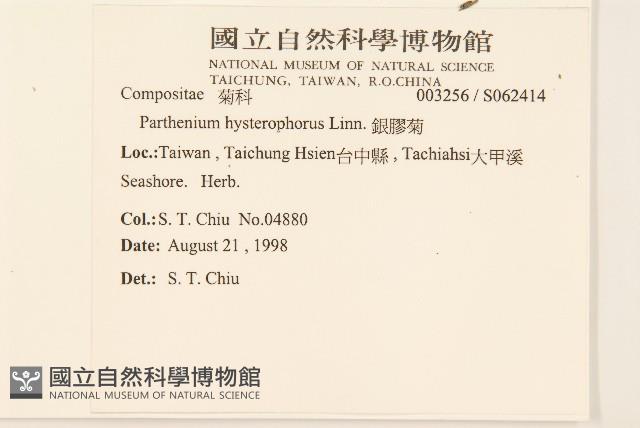 國立自然科學博物館
NATIONAL MUSEUM OF NATURAL SCIENCE
TAICHUNG, TAIWAN, R.O.CHINA
Compositae 菊科 003256 / S062414
Parthenium hysterophorus Linn. 銀膠菊
Loc.:Taiwan , Taichung Hsien台中縣 , Tachiahsi大甲溪
Seashore. Herb.
Col.: S. T. Chiu No.04880
Date: August 21 , 1998
Det.: S. T. Chiu
國立自然科學博物館
NATIONAL MUSEUM OF NATURAL SCIENCE